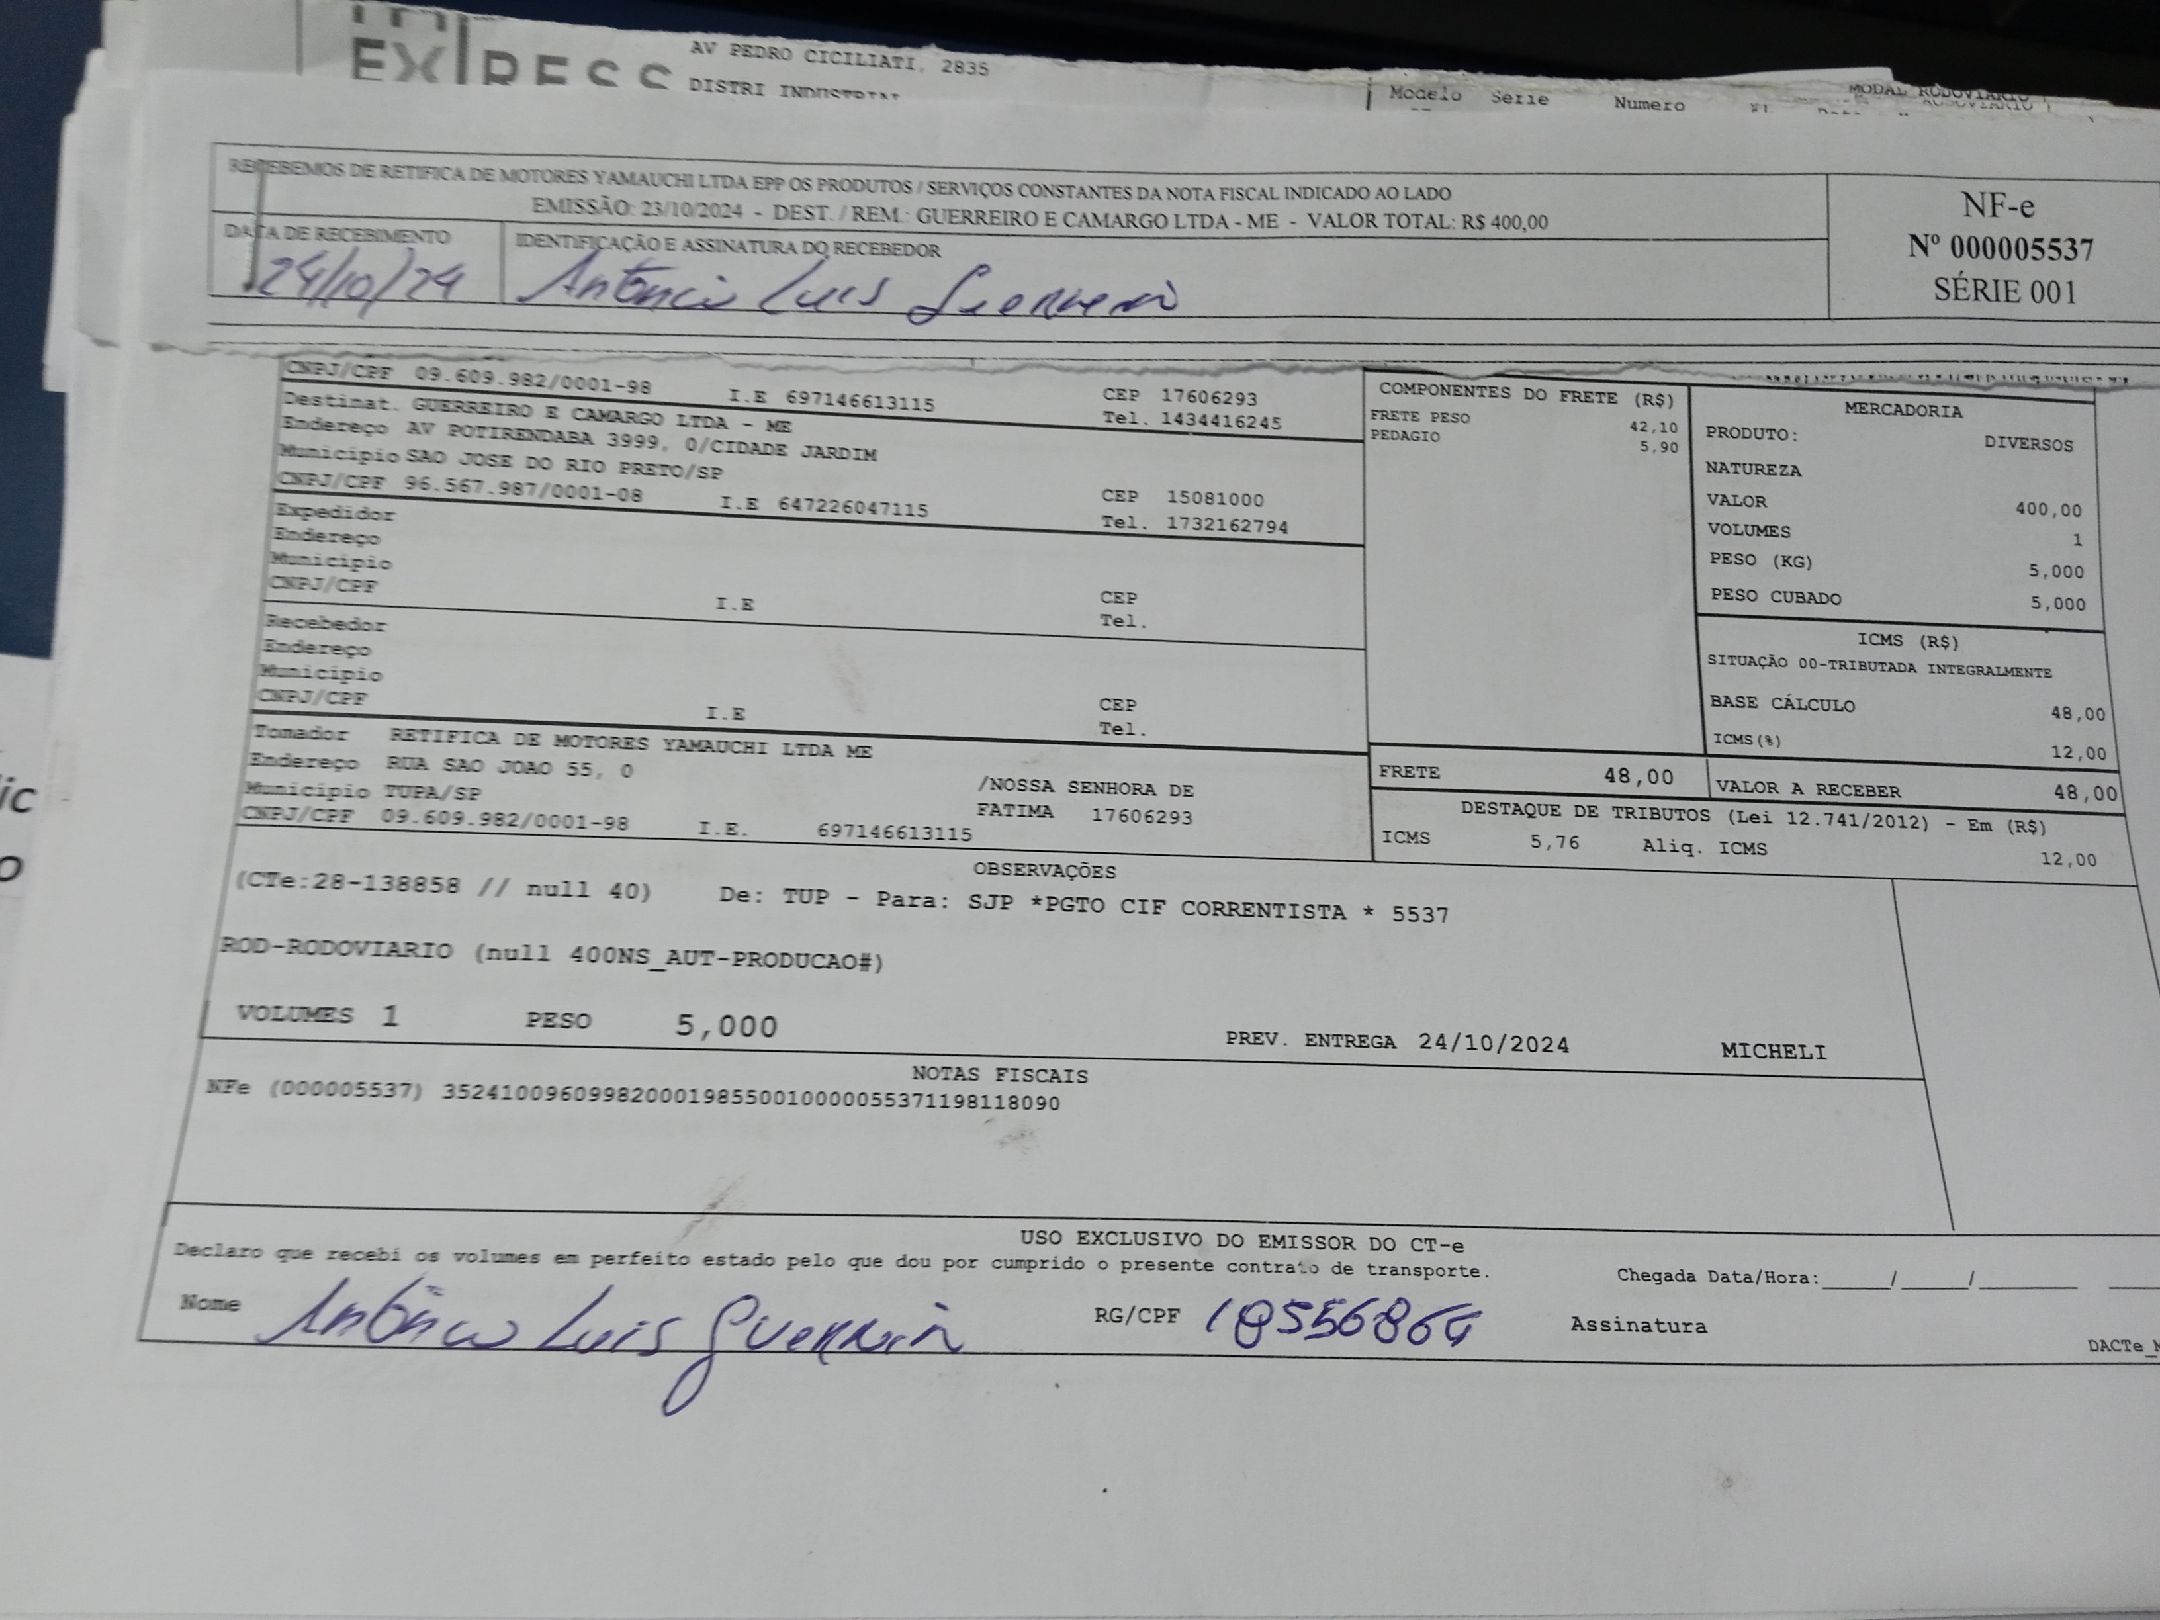 EXPRESS
AV PEDRO CICILIATI, 2835
DISTRI INDUSTRIAL
MODAL RODOVIARIO
Modelo Serie Numero
RECEBEMOS DE RETIFICA DE MOTORES YAMAUCHI LTDA EPP OS PRODUTOS / SERVIÇOS CONSTANTES DA NOTA FISCAL INDICADO AO LADO
EMISSÃO: 23/10/2024 - DEST. / REM.: GUERREIRO E CAMARGO LTDA - ME - VALOR TOTAL: R$ 400,00
NF-e
Nº 000005537
SÉRIE 001
DATA DE RECEBIMENTO
24/10/24
IDENTIFICAÇÃO E ASSINATURA DO RECEBEDOR
Antônio Luis Guerreiro
CNPJ/CPF 09.609.982/0001-98 I.E 697146613115 CEP 17606293
Tel. 1434416245
Destinat. GUERREIRO E CAMARGO LTDA - ME
Endereço AV POTIRENDABA 3999, 0/CIDADE JARDIM
Municipio SAO JOSE DO RIO PRETO/SP CEP 15081000
CNPJ/CPF 96.567.987/0001-08 I.E 647226047115 Tel. 1732162794
Expedidor
Endereço
Municipio CEP
CNPJ/CPF I.E Tel.
Recebedor
Endereço
Municipio CEP
CNPJ/CPF I.E Tel.
Tomador RETIFICA DE MOTORES YAMAUCHI LTDA ME
Endereço RUA SAO JOAO 55, 0 /NOSSA SENHORA DE
Municipio TUPA/SP FATIMA 17606293
CNPJ/CPF 09.609.982/0001-98 I.E. 697146613115
COMPONENTES DO FRETE (R$)
FRETE PESO 42,10
PEDAGIO 5,90
MERCADORIA
PRODUTO: DIVERSOS
NATUREZA
VALOR 400,00
VOLUMES 1
PESO (KG) 5,000
PESO CUBADO 5,000
ICMS (R$)
SITUAÇÃO 00-TRIBUTADA INTEGRALMENTE
BASE CÁLCULO 48,00
ICMS(%) 12,00
FRETE 48,00 VALOR A RECEBER 48,00
DESTAQUE DE TRIBUTOS (Lei 12.741/2012) - Em (R$)
ICMS 5,76 Aliq. ICMS 12,00
OBSERVAÇÕES
(CTe:28-138858 // null 40) De: TUP - Para: SJP *PGTO CIF CORRENTISTA * 5537
ROD-RODOVIARIO (null 400NS_AUT-PRODUCAO#)
VOLUMES 1 PESO 5,000 PREV. ENTREGA 24/10/2024 MICHELI
NOTAS FISCAIS
NFe (000005537) 35241009609982000198550010000055371198118090
USO EXCLUSIVO DO EMISSOR DO CT-e
Declaro que recebi os volumes em perfeito estado pelo que dou por cumprido o presente contrato de transporte.
Chegada Data/Hora:_____/_____/_______
Nome Antônio Luis Guerreiro RG/CPF 18556864 Assinatura
DACTe